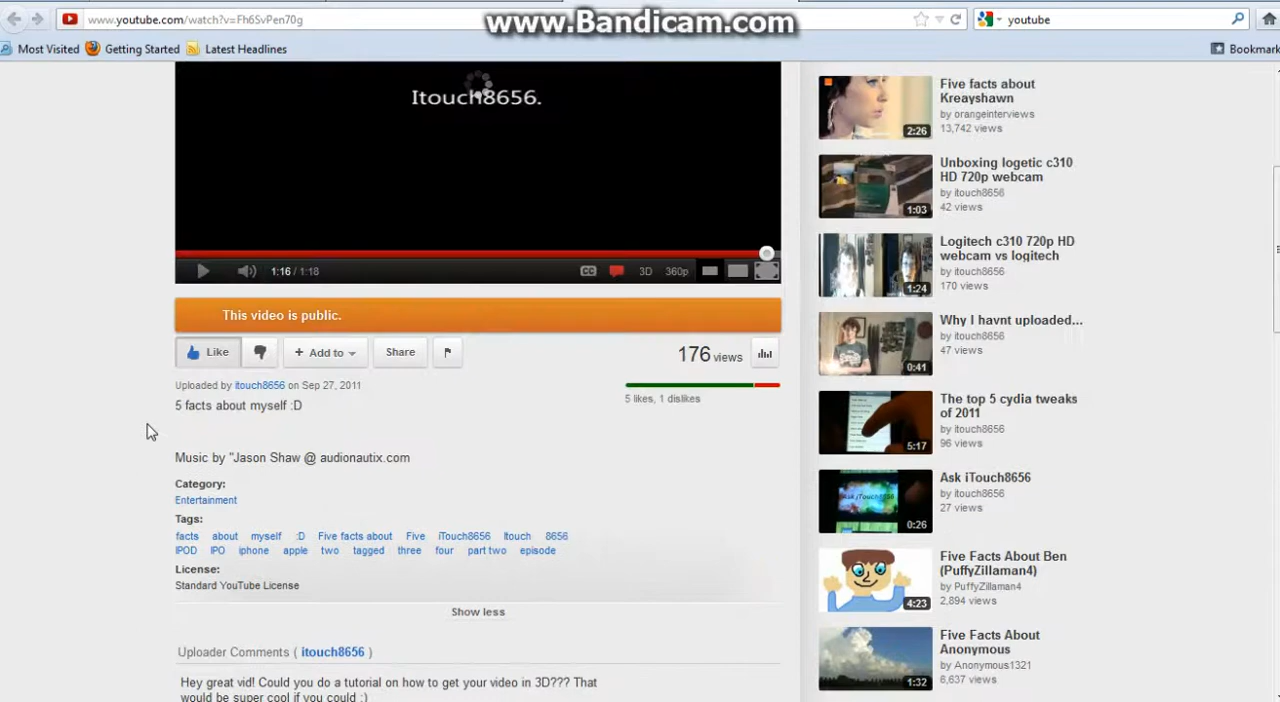 www.youtube.com/watch?v=Fh6SvPen70g
www.Bandicam.com
youtube
Most Visited
Getting Started
Latest Headlines
Bookmark
Itouch8656.
1:16 / 1:18
CC
3D
360p
This video is public.
Like
+ Add to
Share
176 views
Uploaded by itouch8656 on Sep 27, 2011
5 likes, 1 dislikes
5 facts about myself :D
Music by "Jason Shaw @ audionautix.com
Category:
Entertainment
Tags:
facts about myself :D Five facts about Five iTouch8656 Itouch 8656
IPOD IPO iphone apple two tagged three four part two episode
License:
Standard YouTube License
Show less
Uploader Comments ( itouch8656 )
Hey great vid! Could you do a tutorial on how to get your video in 3D??? That
would be super cool if you could :)
2:26
Five facts about
Kreayshawn
by orangeinterviews
13,742 views
1:03
Unboxing logetic c310
HD 720p webcam
by itouch8656
42 views
1:24
Logitech c310 720p HD
webcam vs logitech
by itouch8656
170 views
0:41
Why I havnt uploaded...
by itouch8656
47 views
5:17
The top 5 cydia tweaks
of 2011
by itouch8656
96 views
Ask iTouch8656
0:26
Ask iTouch8656
by itouch8656
27 views
4:23
Five Facts About Ben
(PuffyZillaman4)
by PuffyZillaman4
2,894 views
1:32
Five Facts About
Anonymous
by Anonymous1321
6,637 views